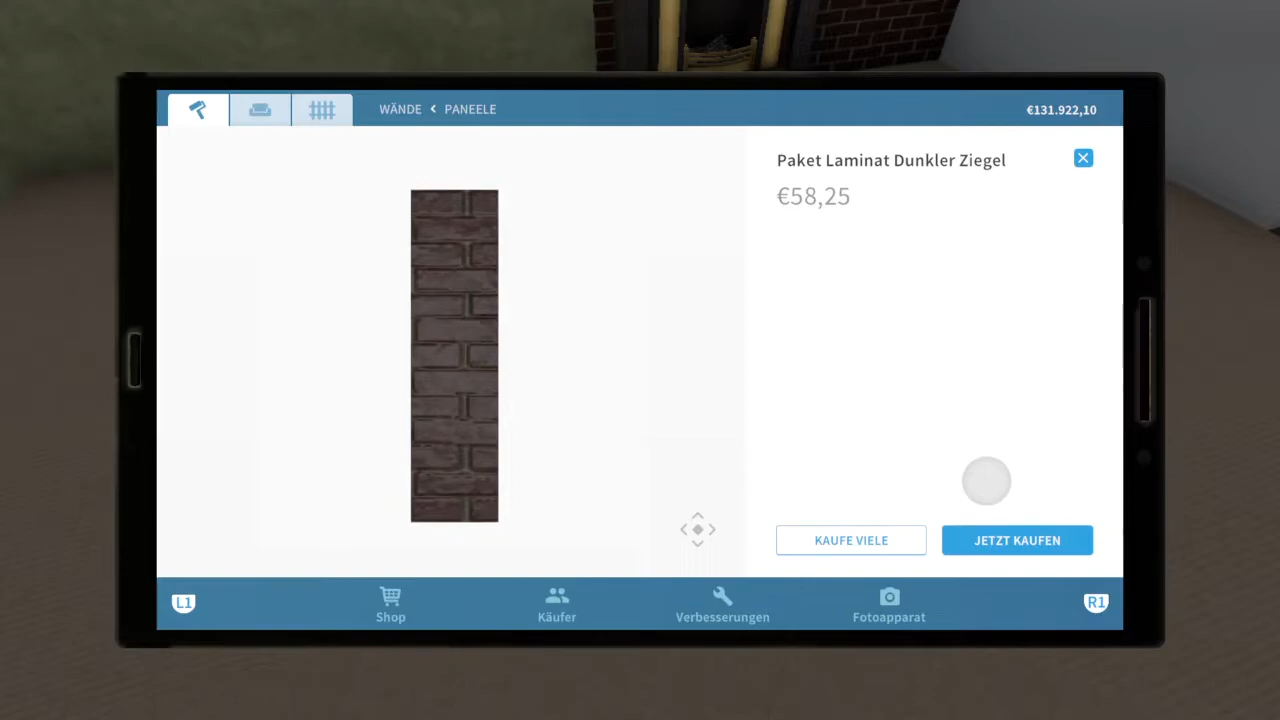 WÄNDE < PANEELE
€131.922,10
Paket Laminat Dunkler Ziegel
€58,25
KAUFE VIELE
JETZT KAUFEN
L1
Shop
Käufer
Verbesserungen
Fotoapparat
R1